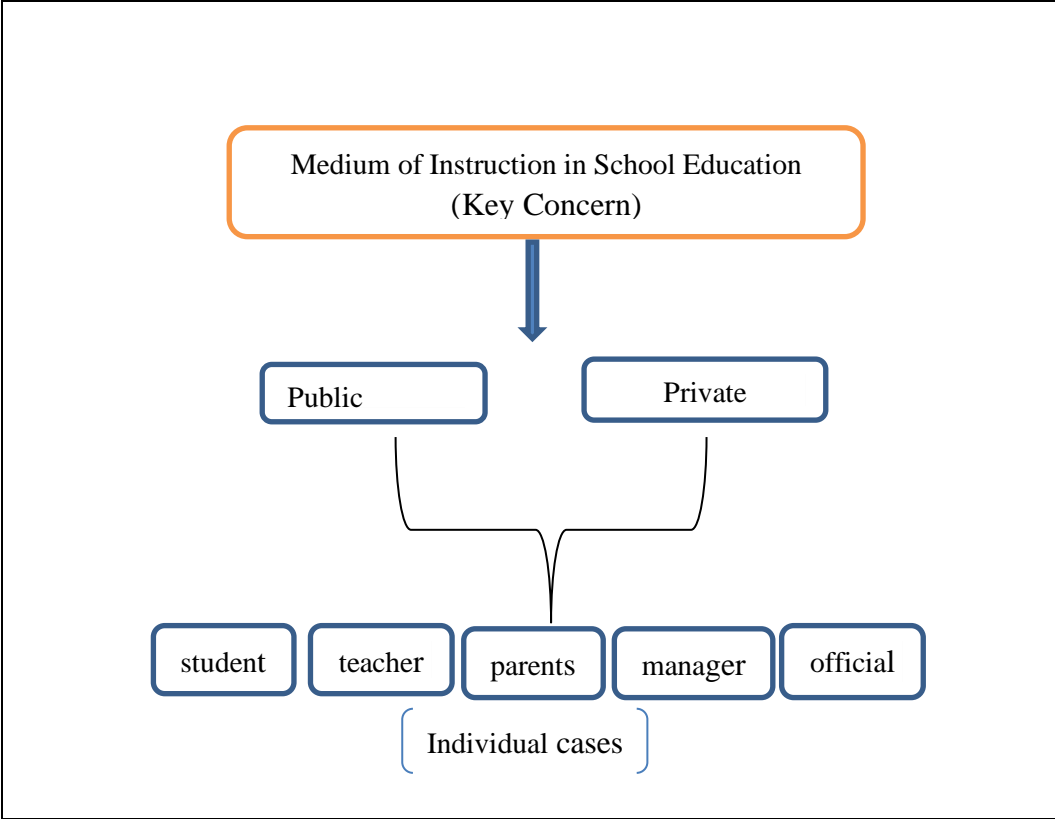 Medium of Instruction in School Education
(Key Concern)
Public
Private
student
teacher
parents
manager
official
Individual cases